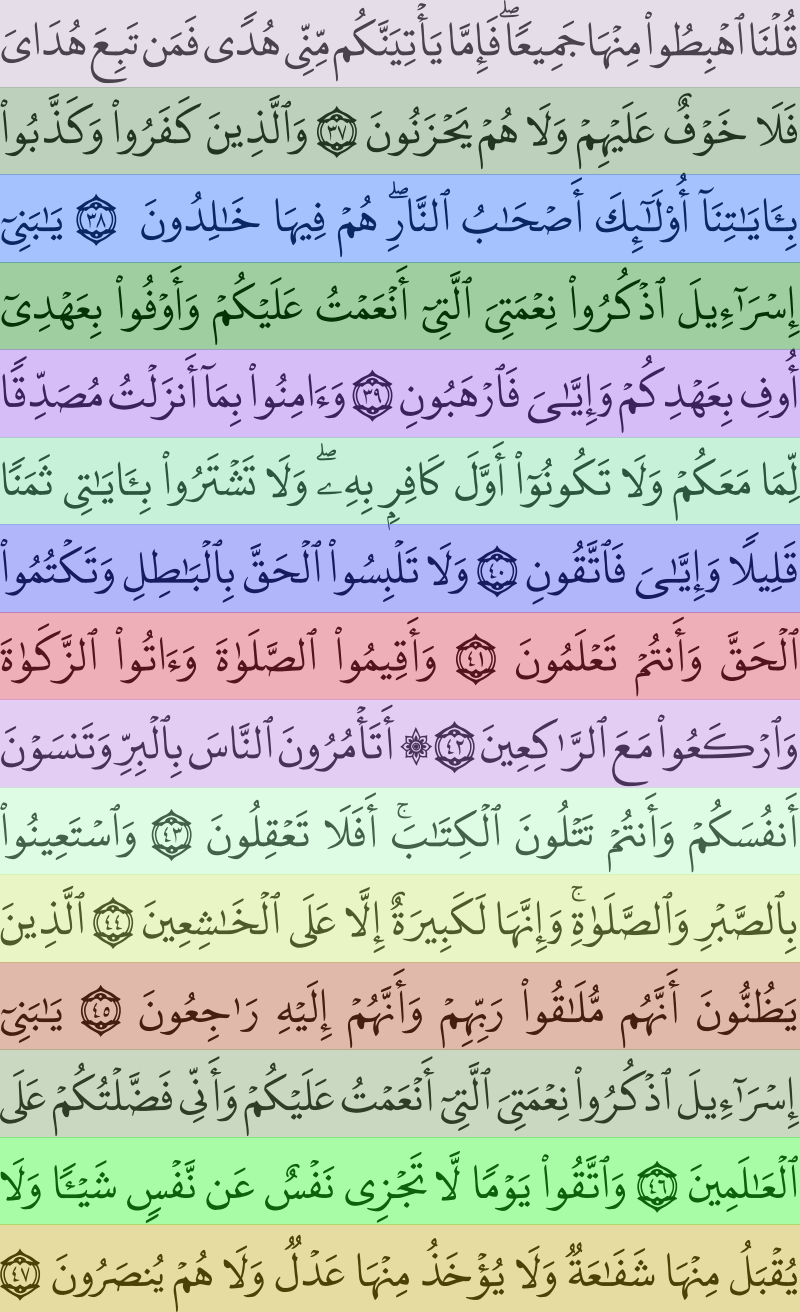 قُلْنَا ٱهْبِطُوا۟ مِنْهَا جَمِيعًاۖ فَإِمَّا يَأْتِيَنَّكُم مِّنِّى هُدًى فَمَن تَبِعَ هُدَاىَ
فَلَا خَوْفٌ عَلَيْهِمْ وَلَا هُمْ يَحْزَنُونَ ٣٧ وَٱلَّذِينَ كَفَرُوا۟ وَكَذَّبُوا۟
بِـَٔايَـٰتِنَآ أُو۟لَـٰٓئِكَ أَصْحَـٰبُ ٱلنَّارِۖ هُمْ فِيهَا خَـٰلِدُونَ ٣٨ يَـٰبَنِىٓ
إِسْرَٰٓءِيلَ ٱذْكُرُوا۟ نِعْمَتِىَ ٱلَّتِىٓ أَنْعَمْتُ عَلَيْكُمْ وَأَوْفُوا۟ بِعَهْدِىٓ
أُوفِ بِعَهْدِكُمْ وَإِيَّـٰىَ فَٱرْهَبُونِ ٣٩ وَءَامِنُوا۟ بِمَآ أَنزَلْتُ مُصَدِّقًا
لِّمَا مَعَكُمْ وَلَا تَكُونُوٓا۟ أَوَّلَ كَافِرٍۭ بِهِۦۖ وَلَا تَشْتَرُوا۟ بِـَٔايَـٰتِى ثَمَنًا
قَلِيلًا وَإِيَّـٰىَ فَٱتَّقُونِ ٤٠ وَلَا تَلْبِسُوا۟ ٱلْحَقَّ بِٱلْبَـٰطِلِ وَتَكْتُمُوا۟
ٱلْحَقَّ وَأَنتُمْ تَعْلَمُونَ ٤١ وَأَقِيمُوا۟ ٱلصَّلَوٰةَ وَءَاتُوا۟ ٱلزَّكَوٰةَ
وَٱرْكَعُوا۟ مَعَ ٱلرَّٰكِعِينَ ٤٢ ۞ أَتَأْمُرُونَ ٱلنَّاسَ بِٱلْبِرِّ وَتَنسَوْنَ
أَنفُسَكُمْ وَأَنتُمْ تَتْلُونَ ٱلْكِتَـٰبَۚ أَفَلَا تَعْقِلُونَ ٤٣ وَٱسْتَعِينُوا۟
بِٱلصَّبْرِ وَٱلصَّلَوٰةِۚ وَإِنَّهَا لَكَبِيرَةٌ إِلَّا عَلَى ٱلْخَـٰشِعِينَ ٤٤ ٱلَّذِينَ
يَظُنُّونَ أَنَّهُم مُّلَـٰقُوا۟ رَبِّهِمْ وَأَنَّهُمْ إِلَيْهِ رَٰجِعُونَ ٤٥ يَـٰبَنِىٓ
إِسْرَٰٓءِيلَ ٱذْكُرُوا۟ نِعْمَتِىَ ٱلَّتِىٓ أَنْعَمْتُ عَلَيْكُمْ وَأَنِّى فَضَّلْتُكُمْ عَلَى
ٱلْعَـٰلَمِينَ ٤٦ وَٱتَّقُوا۟ يَوْمًا لَّا تَجْزِى نَفْسٌ عَن نَّفْسٍ شَيْـًٔا وَلَا
يُقْبَلُ مِنْهَا شَفَـٰعَةٌ وَلَا يُؤْخَذُ مِنْهَا عَدْلٌ وَلَا هُمْ يُنصَرُونَ ٤٧